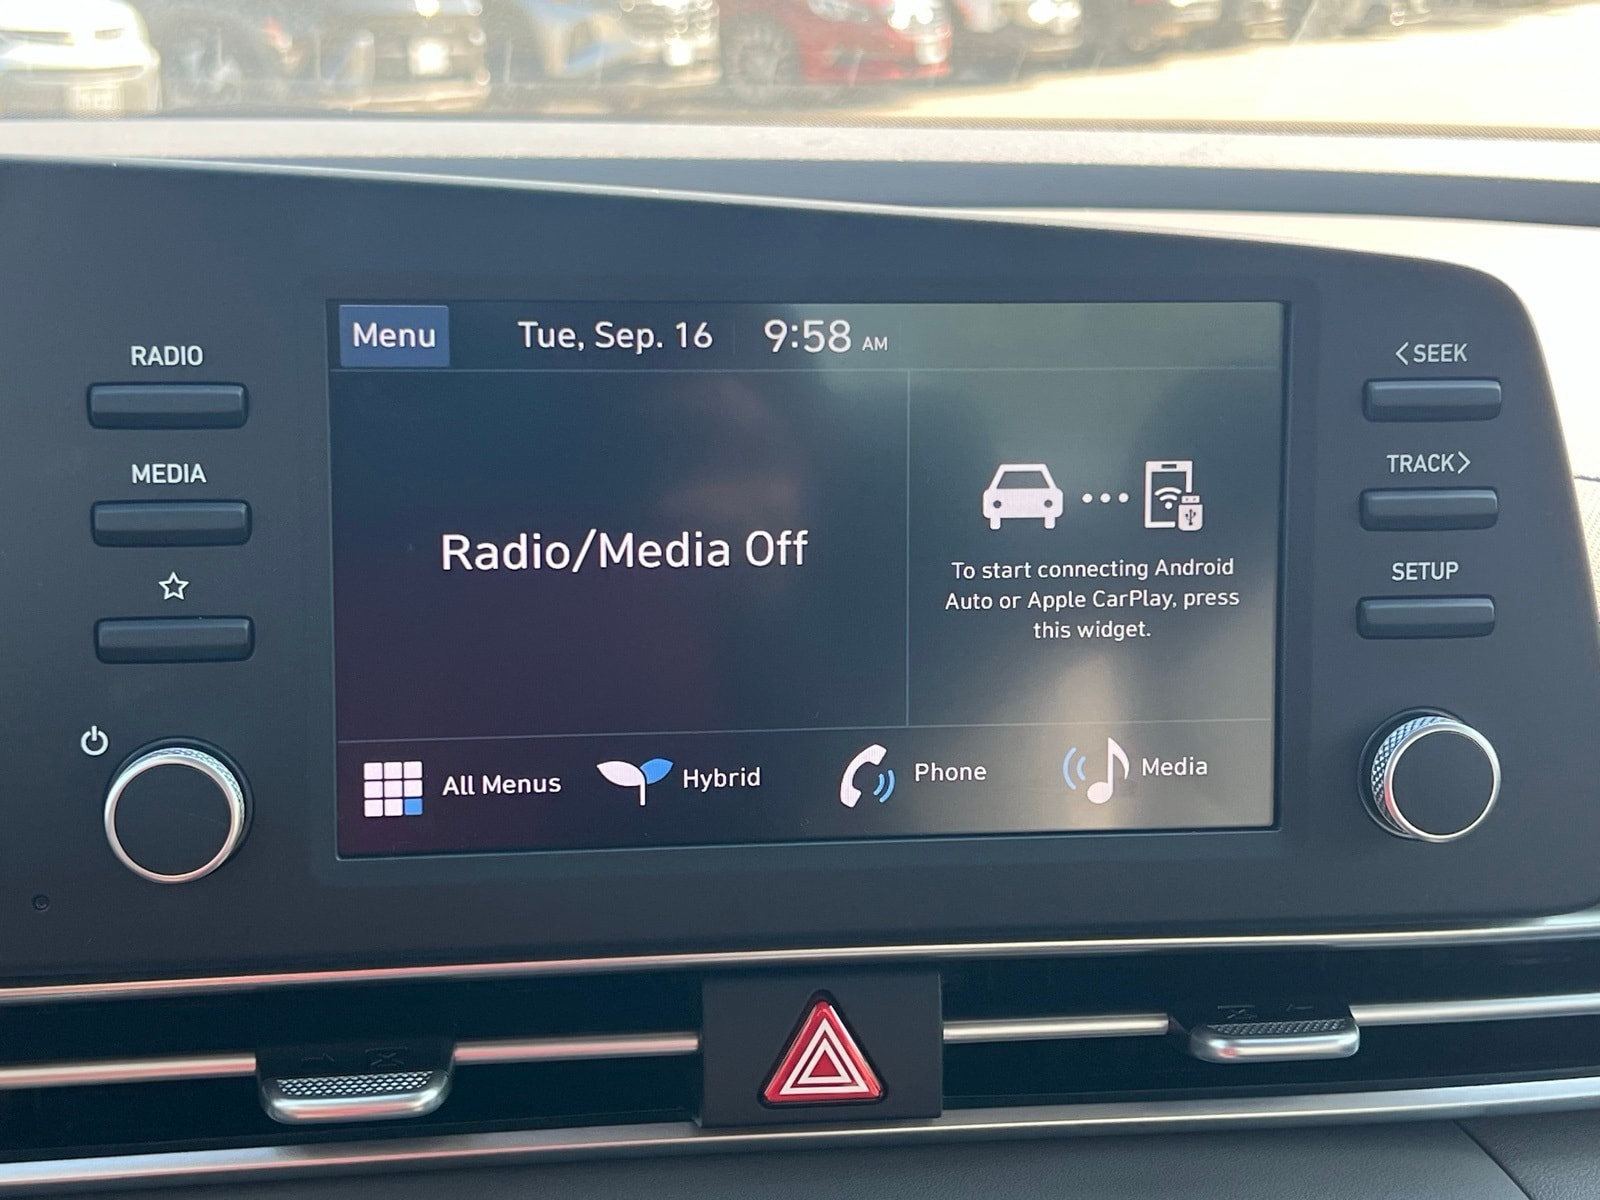 RADIO
MEDIA
Menu
Tue, Sep. 16
9:58 AM
Radio/Media Off
To start connecting Android
Auto or Apple CarPlay, press
this widget.
All Menus
Hybrid
Phone
Media
< SEEK
TRACK >
SETUP